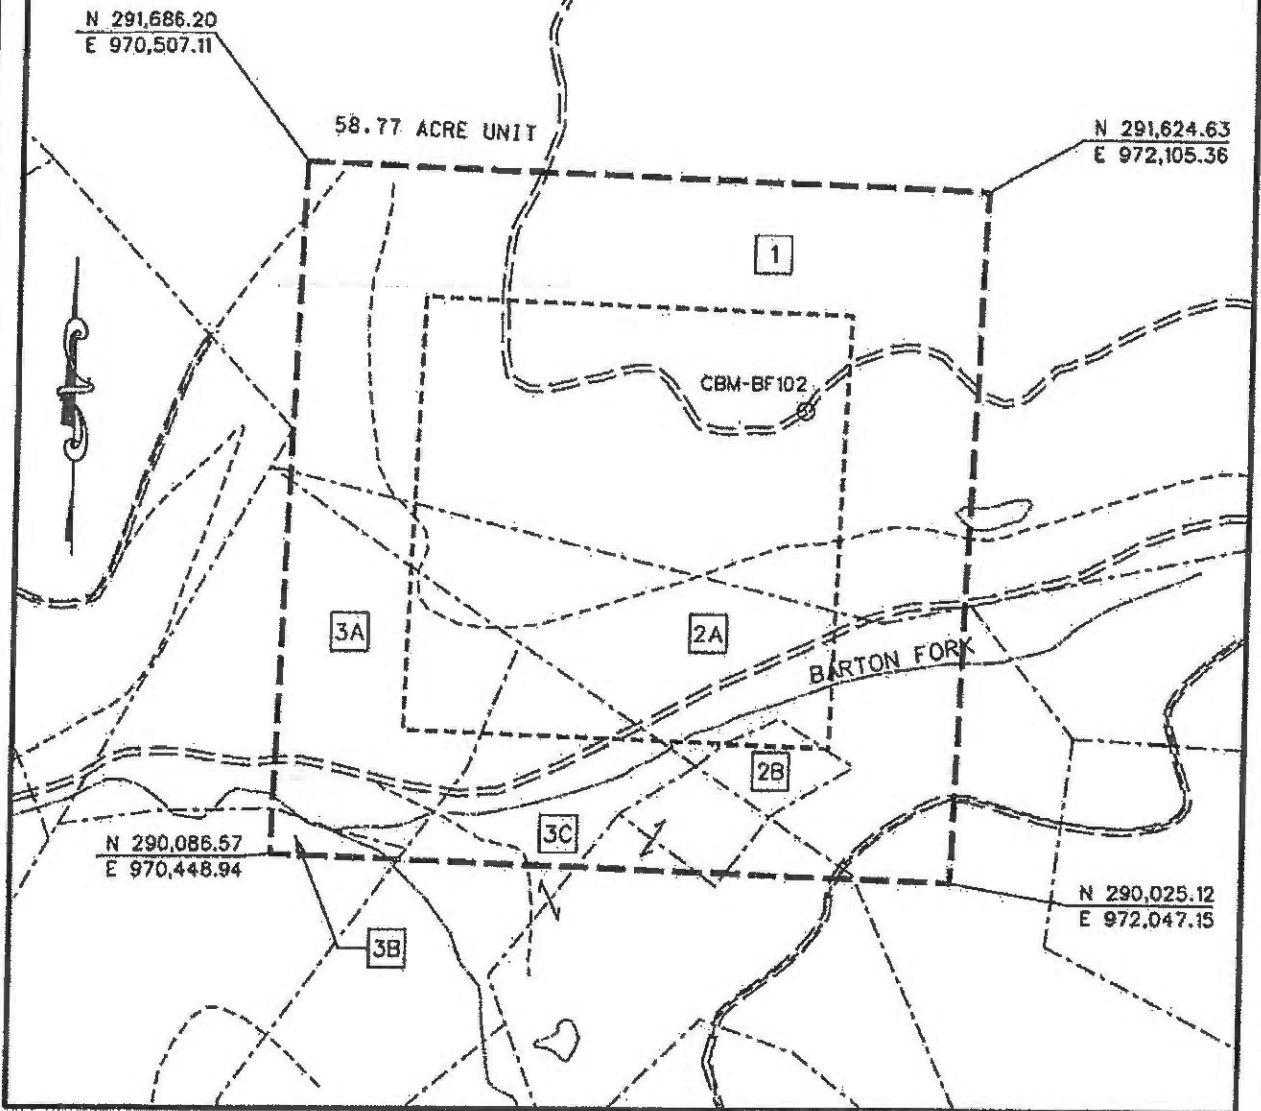 N 291,686.20
E 970,507.11
58.77 ACRE UNIT
N 291,624.63
E 972,105.36
1
CBM-BF102
3A
2A
BARTON FORK
2B
3C
N 290,086.57
E 970,448.94
N 290,025.12
E 972,047.15
3B